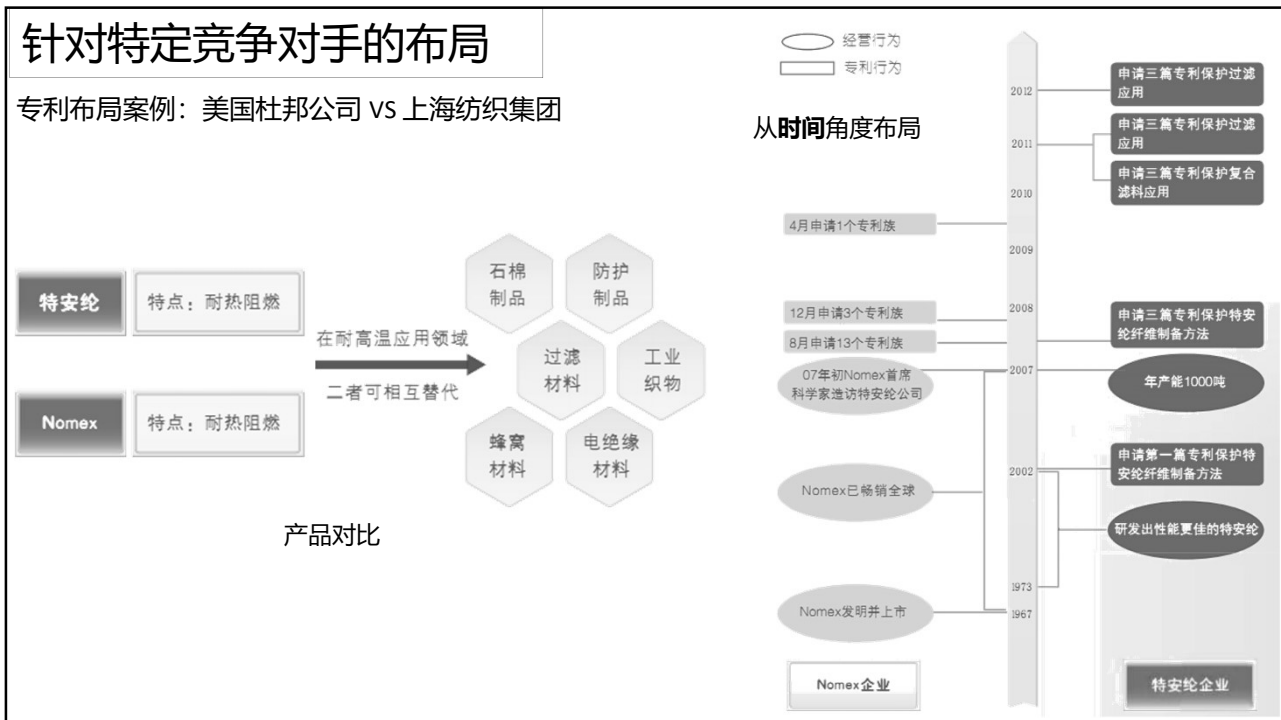 针对特定竞争对手的布局
专利布局案例：美国杜邦公司 VS 上海纺织集团
特安纶
特点：耐热阻燃
Nomex
特点：耐热阻燃
在耐高温应用领域
二者可相互替代
石棉
制品
防护
制品
过滤
材料
工业
织物
蜂窝
材料
电绝缘
材料
产品对比
经营行为
专利行为
从时间角度布局
2012
申请三篇专利保护过滤
应用
2011
申请三篇专利保护过滤
应用
申请三篇专利保护复合
滤料应用
2010
4月申请1个专利族
2009
12月申请3个专利族
2008
申请三篇专利保护特安
纶纤维制备方法
8月申请13个专利族
07年初Nomex首席
科学家造访特安纶公司
2007
年产能1000吨
2002
申请第一篇专利保护特
安纶纤维制备方法
Nomex已畅销全球
研发出性能更佳的特安纶
1973
Nomex发明并上市
1967
Nomex企业
特安纶企业